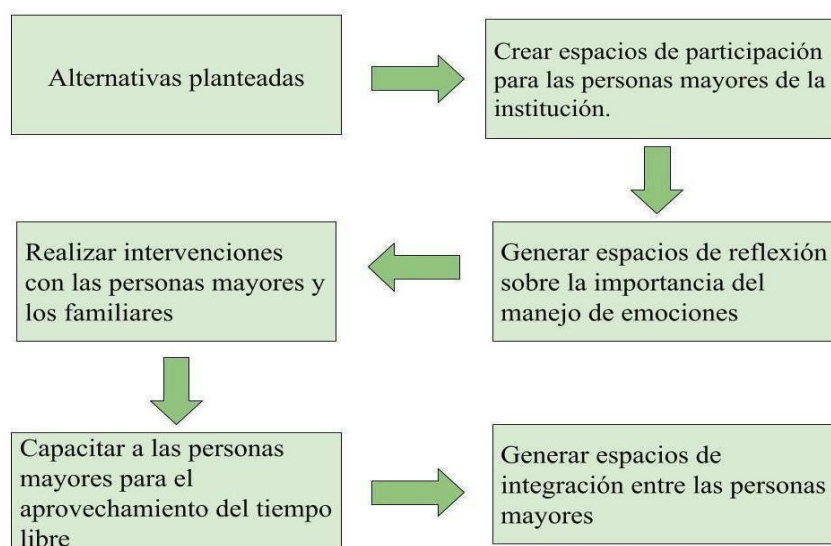 Alternativas planteadas
Crear espacios de participación
para las personas mayores de la
institución.
Generar espacios de reflexión
sobre la importancia del
manejo de emociones
Realizar intervenciones
con las personas mayores y
los familiares
Capacitar a las personas
mayores para el
aprovechamiento del tiempo
libre
Generar espacios de
integración entre las personas
mayores